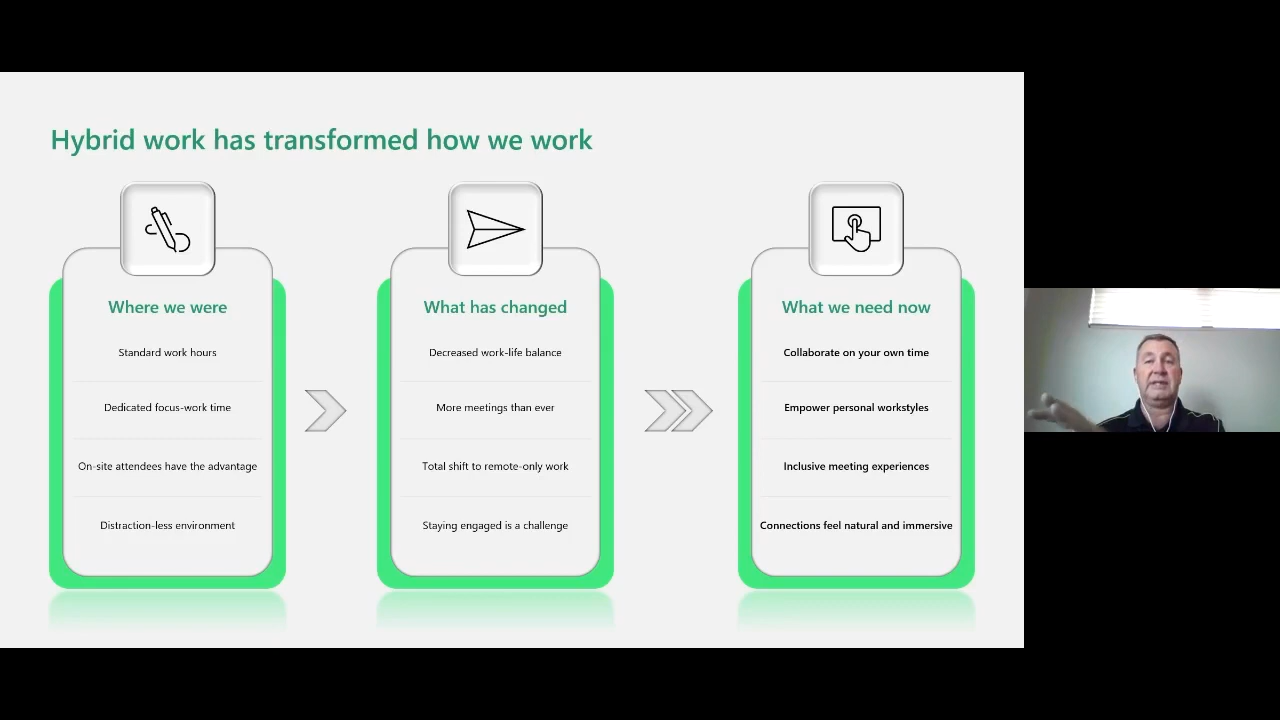 Hybrid work has transformed how we work
Where we were
Standard work hours
Dedicated focus-work time
On-site attendees have the advantage
Distraction-less environment
What has changed
Decreased work-life balance
More meetings than ever
Total shift to remote-only work
Staying engaged is a challenge
What we need now
Collaborate on your own time
Empower personal workstyles
Inclusive meeting experiences
Connections feel natural and immersive